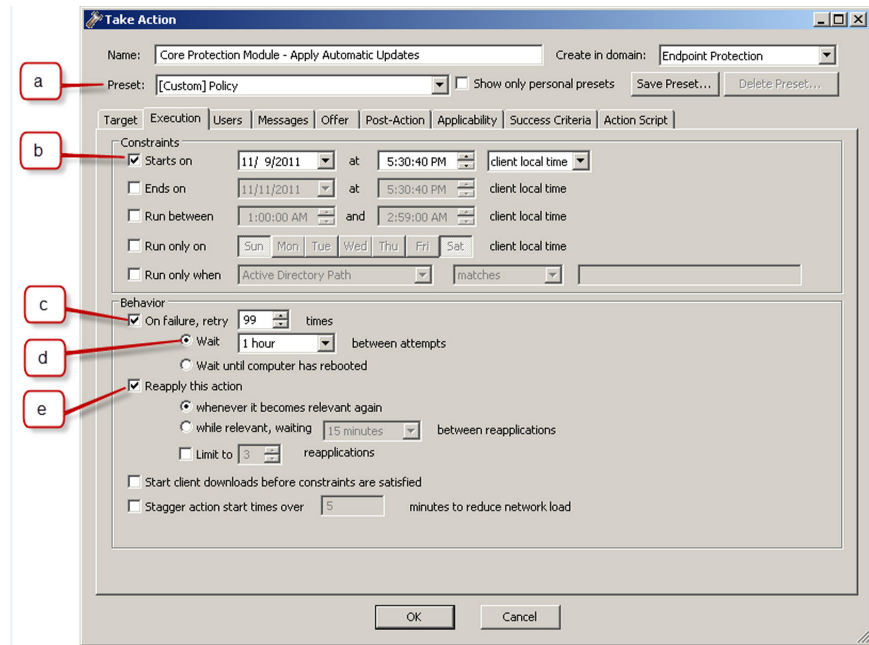 Take Action
Name: Core Protection Module - Apply Automatic Updates Create in domain: Endpoint Protection
a
Preset: [Custom] Policy Show only personal presets Save Preset... Delete Preset...
Target Execution Users Messages Offer Post-Action Applicability Success Criteria Action Script
Constraints
b
Starts on 11/ 9/2011 at 5:30:40 PM client local time
Ends on 11/11/2011 at 5:30:40 PM client local time
Run between 1:00:00 AM and 2:59:00 AM client local time
Run only on Sun Mon Tue Wed Thu Fri Sat client local time
Run only when Active Directory Path matches
c
Behavior
On failure, retry 99 times
d
Wait 1 hour between attempts
Wait until computer has rebooted
e
Reapply this action
whenever it becomes relevant again
while relevant, waiting 15 minutes between reapplications
Limit to 3 reapplications
Start client downloads before constraints are satisfied
Stagger action start times over 5 minutes to reduce network load
OK Cancel